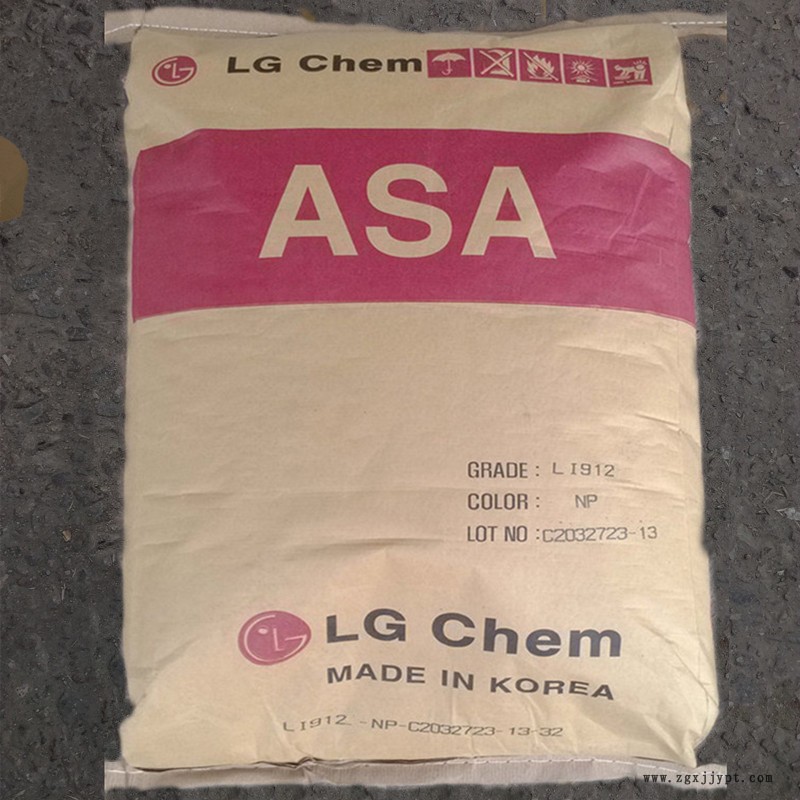 LG Chem
ASA
GRADE : LI912
COLOR : NP
LOT NO : C2032723-13
LG Chem
MADE IN KOREA
LI912 -NP-C2032723-13-32
www.zgxjjypt.com